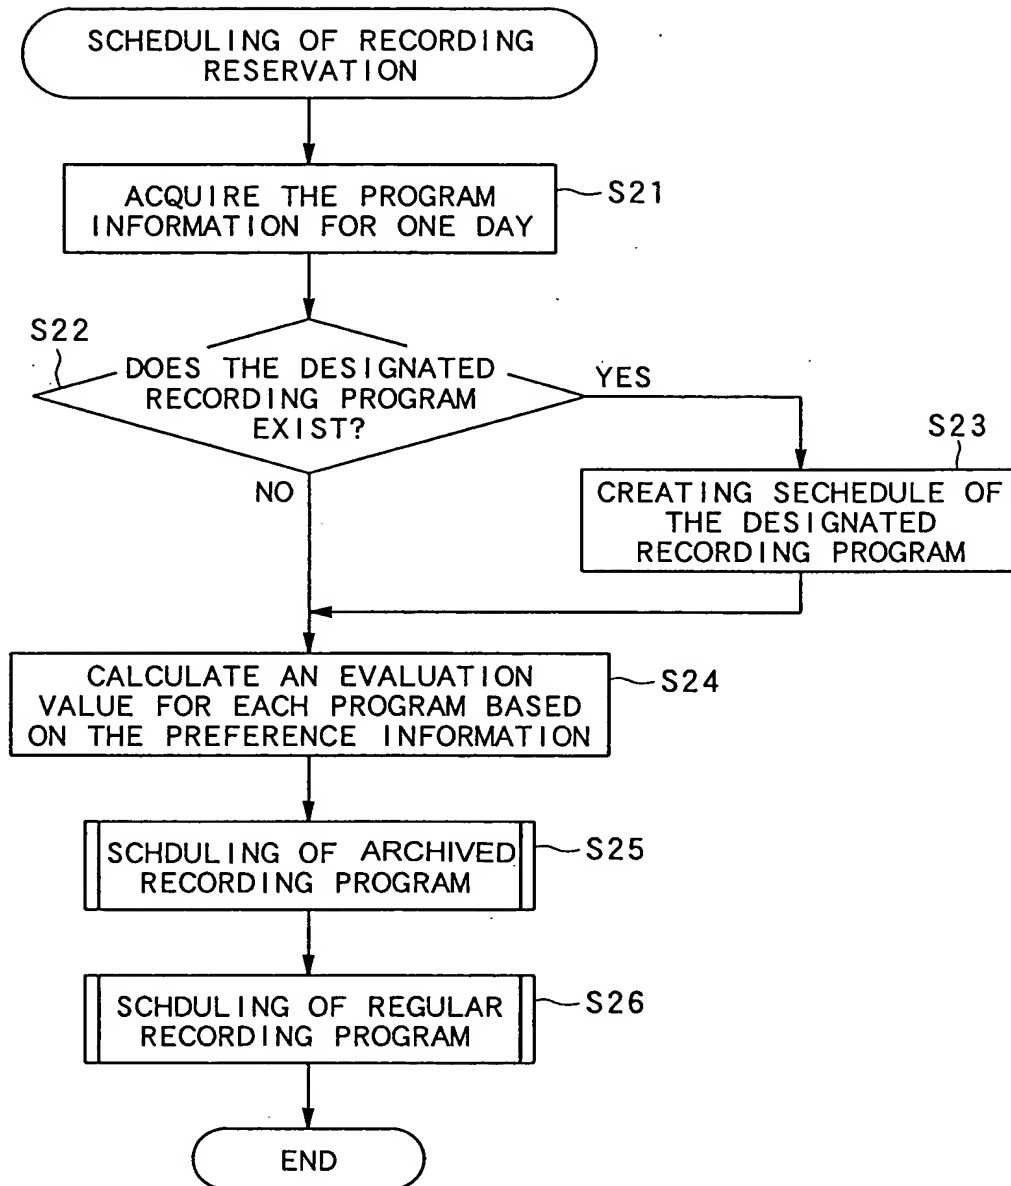 SCHEDULING OF RECORDING
RESERVATION
ACQUIRE THE PROGRAM
INFORMATION FOR ONE DAY
S21
S22
DOES THE DESIGNATED
RECORDING PROGRAM
EXIST?
YES
NO
S23
CREATING SECHEDULE OF
THE DESIGNATED
RECORDING PROGRAM
CALCULATE AN EVALUATION
VALUE FOR EACH PROGRAM BASED
ON THE PREFERENCE INFORMATION
S24
SCHDULING OF ARCHIVED
RECORDING PROGRAM
S25
SCHDULING OF REGULAR
RECORDING PROGRAM
S26
END